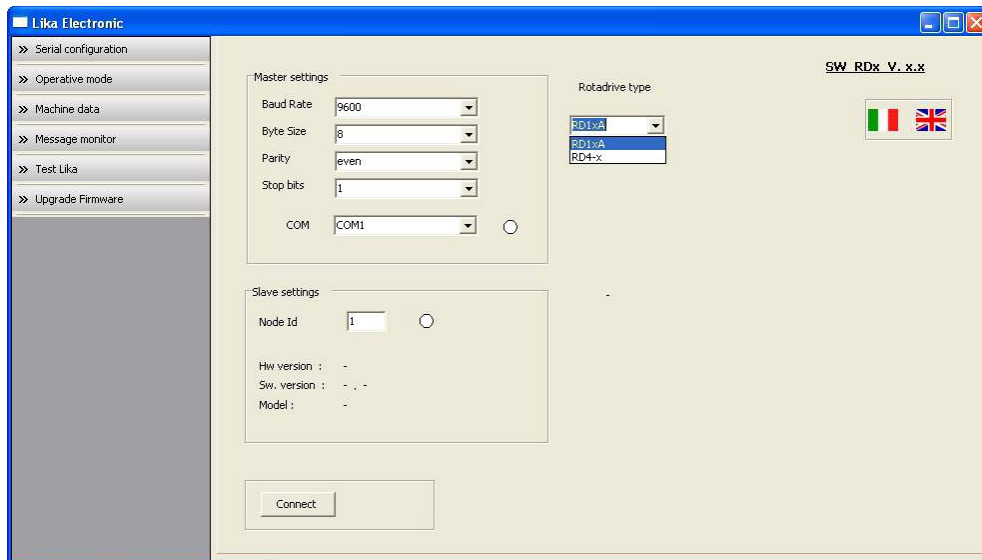 Lika Electronic
Serial configuration
Operative mode
Machine data
Message monitor
Test Lika
Upgrade Firmware
SW RDx V. x.x
Master settings
Baud Rate 9600
Byte Size 8
Parity even
Stop bits 1
COM COM1
Rotadrive type
RD1xA
RD1xA
RD4-x
Slave settings
Node Id 1
Hw version : -
Sw. version : - . -
Model : -
-
Connect